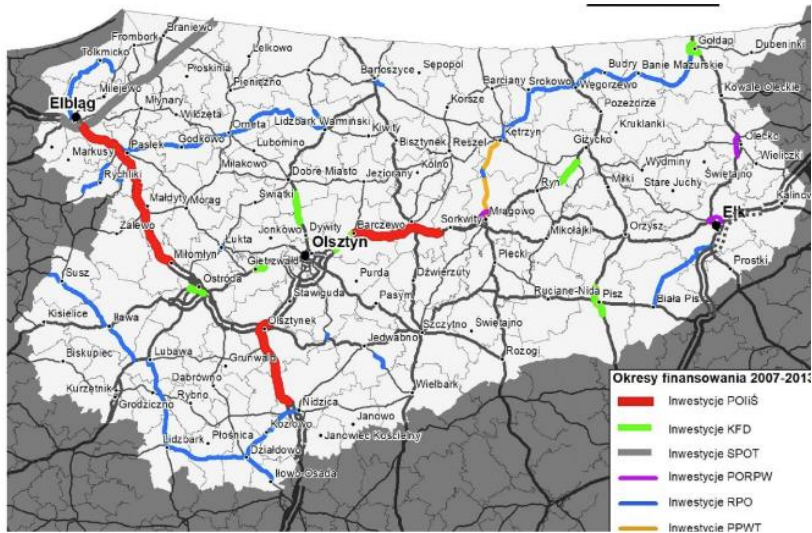 Gołdap
Braniewo
Frombork
Lelkowo
Dubeninki
Tolkmicko
Sępopol
Budry
Banie Mazurskie
Płoskinia
Bartoszyce
Barciany
Srokowo
Węgorzewo
Pieniężno
Milejewo
Kowale Oleckie
Młynary
Elbląg
Korsze
Pozezdrze
Wilczęta
Lidzbark Warmiński
Orneta
Kruklanki
Kętrzyn
Godkowo
Kiwity
Olecko
Pasłęk
Bisztynek
Reszel
Giżycko
Markusy
Lubomino
Wieliczki
Wydminy
Kolno
Miłakowo
Jeziorany
Świętajno
Rychliki
Dobre Miasto
Ryn
Miłki
Stare Juchy
Świątki
Małdyty
Morąg
Kalinow
Mrągowo
Sorkwity
Ełk
Zalewo
Dywity
Barczewo
Jonkowo
Mikołajki
Orzysz
Łukta
Olsztyn
Miłomłyn
Gietrzwałd
Piecki
Prostki
Susz
Purda
Dźwierzuty
Ostróda
Stawiguda
Pasym
Ruciane-Nida
Pisz
Biała Pis
Kisielice
Iława
Olsztynek
Szczytno
Świętajno
Jedwabno
Rozogi
Biskupiec
Lubawa
Grunwald
Dąbrówno
Wielbark
Kurzętnik
Rybno
Nidzica
Grodziczno
Janowo
Kozłowo
Płośnica
Janowiec Kościelny
Lidzbark
Działdowo
Iłowo-Osada
Okresy finansowania 2007-2013
Inwestycje POIiŚ
Inwestycje KFD
Inwestycje SPOT
Inwestycje PORPW
Inwestycje RPO
Inwestycje PPWT